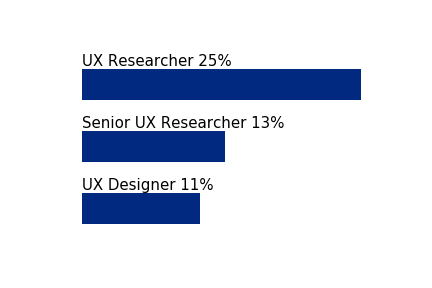 UX Researcher 25%
Senior UX Researcher 13%
UX Designer 11%